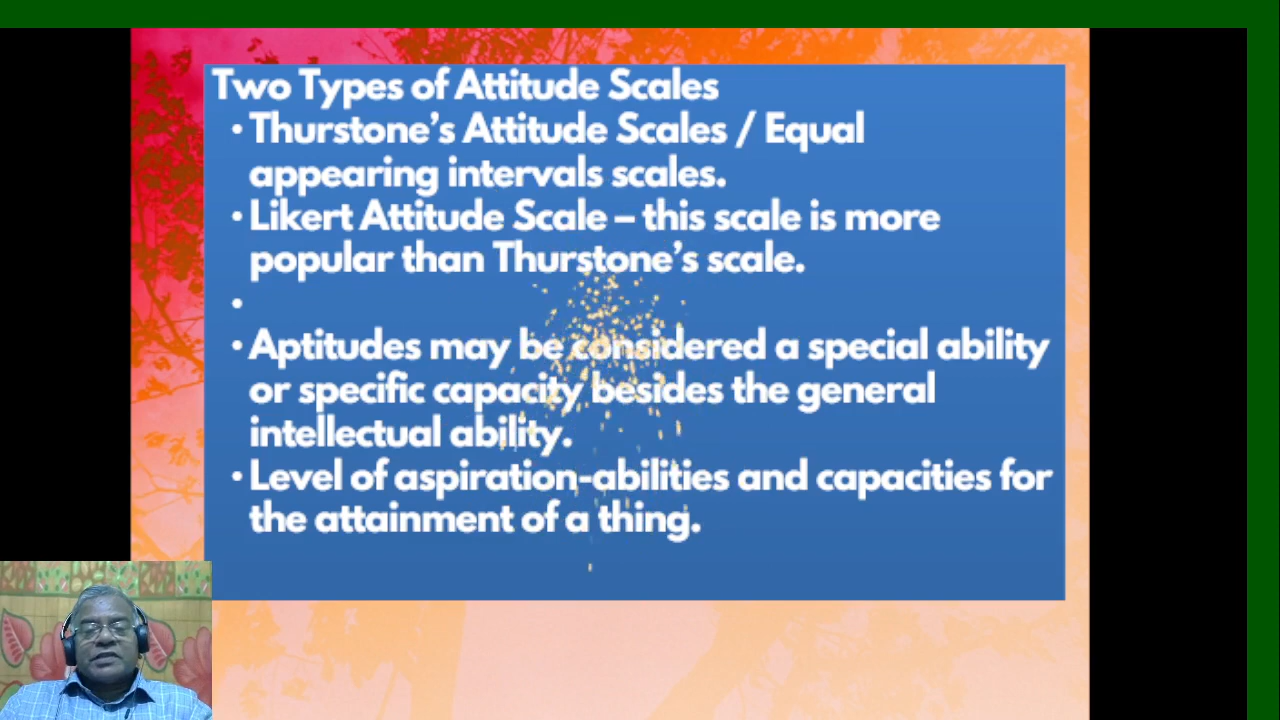 Two Types of Attitude Scales
• Thurstone’s Attitude Scales / Equal
appearing intervals scales.
• Likert Attitude Scale – this scale is more
popular than Thurstone’s scale.
•
• Aptitudes may be considered a special ability
or specific capacity besides the general
intellectual ability.
• Level of aspiration-abilities and capacities for
the attainment of a thing.